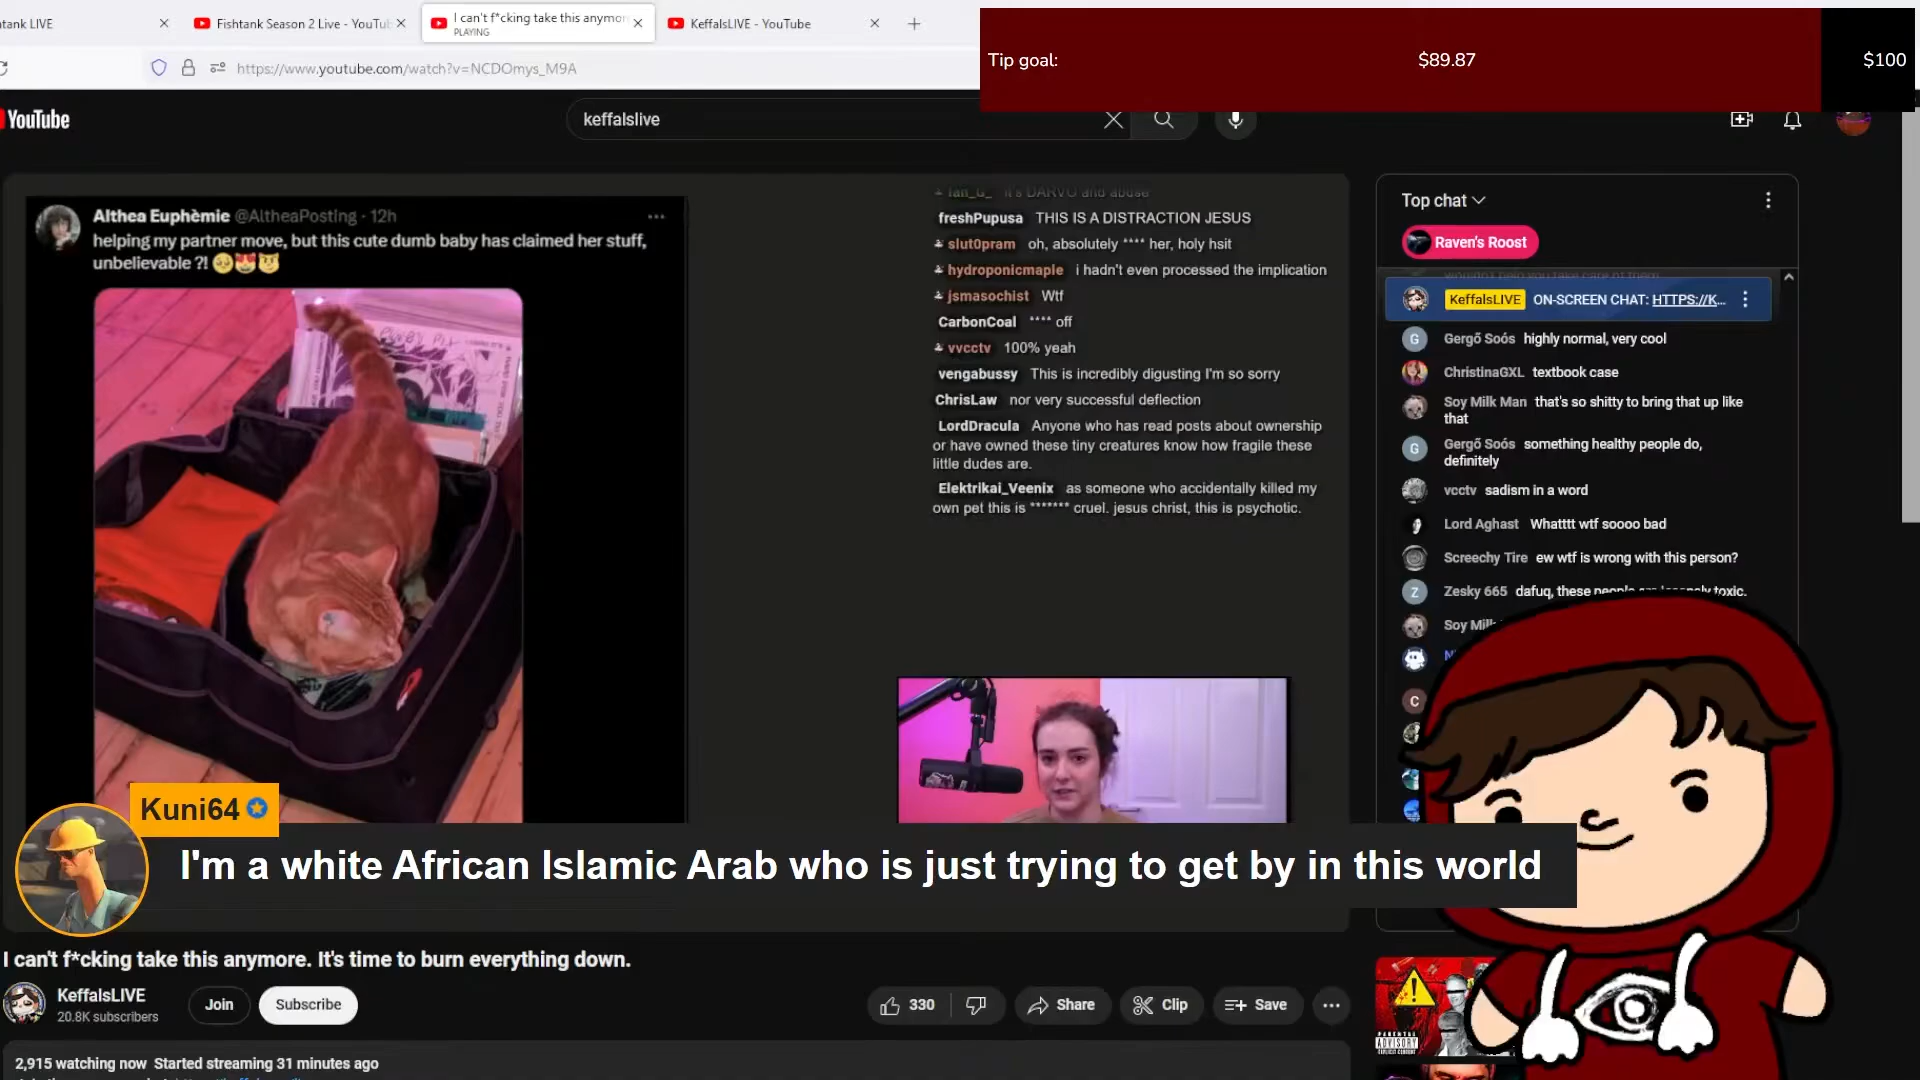 tank LIVE
Fishtank Season 2 Live - YouTu
I can't f*cking take this anymor
PLAYING
KeffalsLIVE - YouTube
https://www.youtube.com/watch?v=NCDOmys_M9A
Tip goal:
$89.87
$100
YouTube
keffalslive
Althea Euphèmie @AltheaPosting · 12h
helping my partner move, but this cute dumb baby has claimed her stuff,
unbelievable ?! 🥺😻😼
Ian_G_ it's DARVO and abuse
freshPupusa THIS IS A DISTRACTION JESUS
slut0pram oh, absolutely **** her, holy hsit
hydroponicmaple i hadn't even processed the implication
jsmasochist Wtf
CarbonCoal **** off
vvcctv 100% yeah
vengabussy This is incredibly digusting I'm so sorry
ChrisLaw nor very successful deflection
LordDracula Anyone who has read posts about ownership
or have owned these tiny creatures know how fragile these
little dudes are.
Elektrikai_Veenix as someone who accidentally killed my
own pet this is ******* cruel. jesus christ, this is psychotic.
Top chat
Raven's Roost
wouldn't help you take care of them
KeffalsLIVE ON-SCREEN CHAT: HTTPS://K...
Gergő Soós highly normal, very cool
ChristinaGXL textbook case
Soy Milk Man that's so shitty to bring that up like
that
Gergő Soós something healthy people do,
definitely
vcctv sadism in a word
Lord Aghast Whatttt wtf soooo bad
Screechy Tire ew wtf is wrong with this person?
Zesky 665 dafuq, these people are insanely toxic.
Soy Milk
Kuni64
I'm a white African Islamic Arab who is just trying to get by in this world
I can't f*cking take this anymore. It's time to burn everything down.
KeffalsLIVE
20.8K subscribers
Join
Subscribe
330
Share
Clip
Save
PARENTAL
ADVISORY
EXPLICIT CONTENT
2,915 watching now Started streaming 31 minutes ago